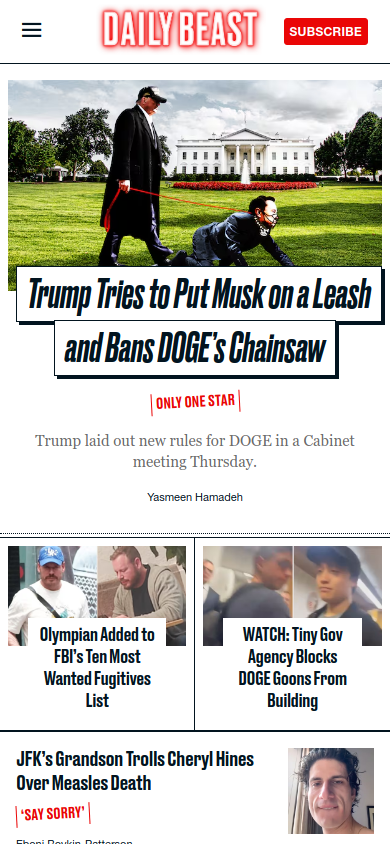 DAILY BEAST
SUBSCRIBE
Trump Tries to Put Musk on a Leash
and Bans DOGE's Chainsaw
ONLY ONE STAR
Trump laid out new rules for DOGE in a Cabinet
meeting Thursday.
Yasmeen Hamadeh
Olympian Added to
FBI's Ten Most
Wanted Fugitives
List
WATCH: Tiny Gov
Agency Blocks
DOGE Goons From
Building
JFK's Grandson Trolls Cheryl Hines
Over Measles Death
'SAY SORRY'
Eboni Boykin-Patterson